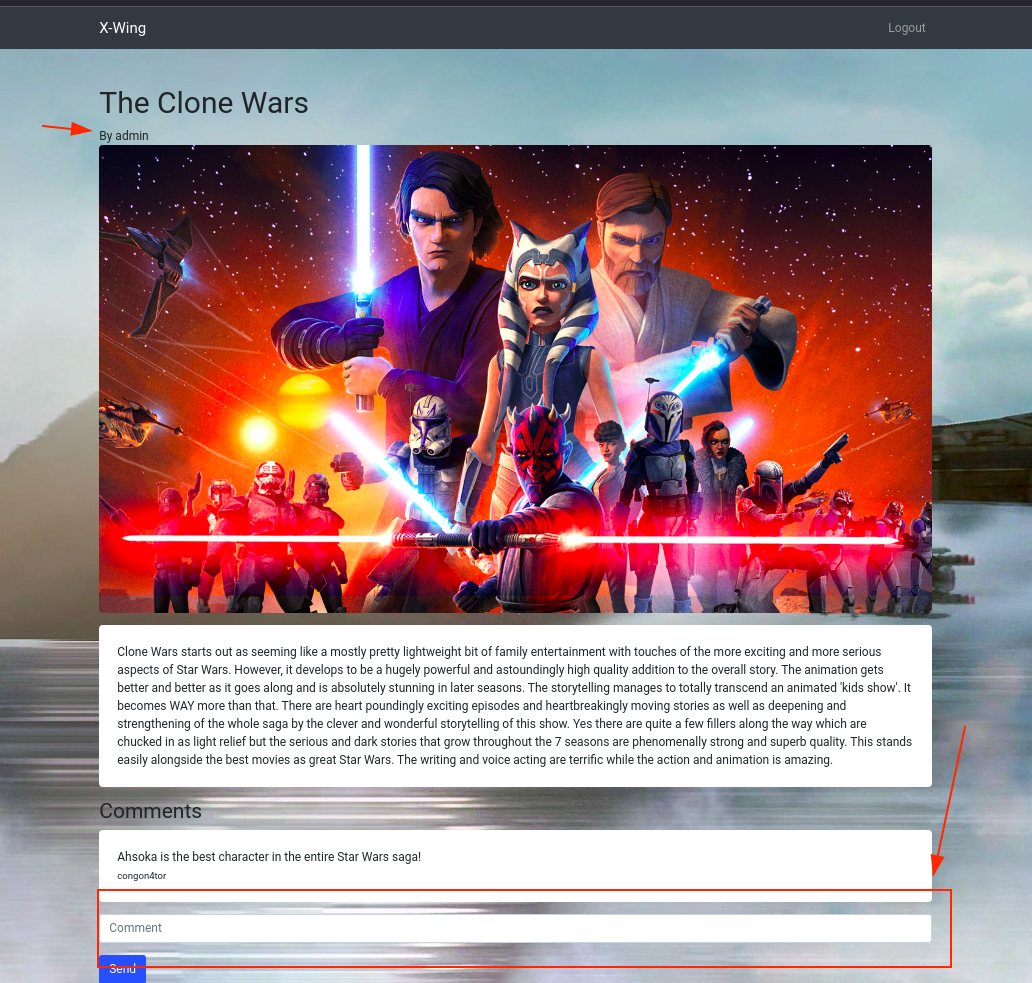 X-Wing
Logout
The Clone Wars
By admin
Clone Wars starts out as seeming like a mostly pretty lightweight bit of family entertainment with touches of the more exciting and more serious
aspects of Star Wars. However, it develops to be a hugely powerful and astoundingly high quality addition to the overall story. The animation gets
better and better as it goes along and is absolutely stunning in later seasons. The storytelling manages to totally transcend an animated 'kids show'. It
becomes WAY more than that. There are heart poundingly exciting episodes and heartbreakingly moving stories as well as deepening and
strengthening of the whole saga by the clever and wonderful storytelling of this show. Yes there are quite a few fillers along the way which are
chucked in as light relief but the serious and dark stories that grow throughout the 7 seasons are phenomenally strong and superb quality. This stands
easily alongside the best movies as great Star Wars. The writing and voice acting are terrific while the action and animation is amazing.
Comments
Ahsoka is the best character in the entire Star Wars saga!
congon4tor
Comment
Send